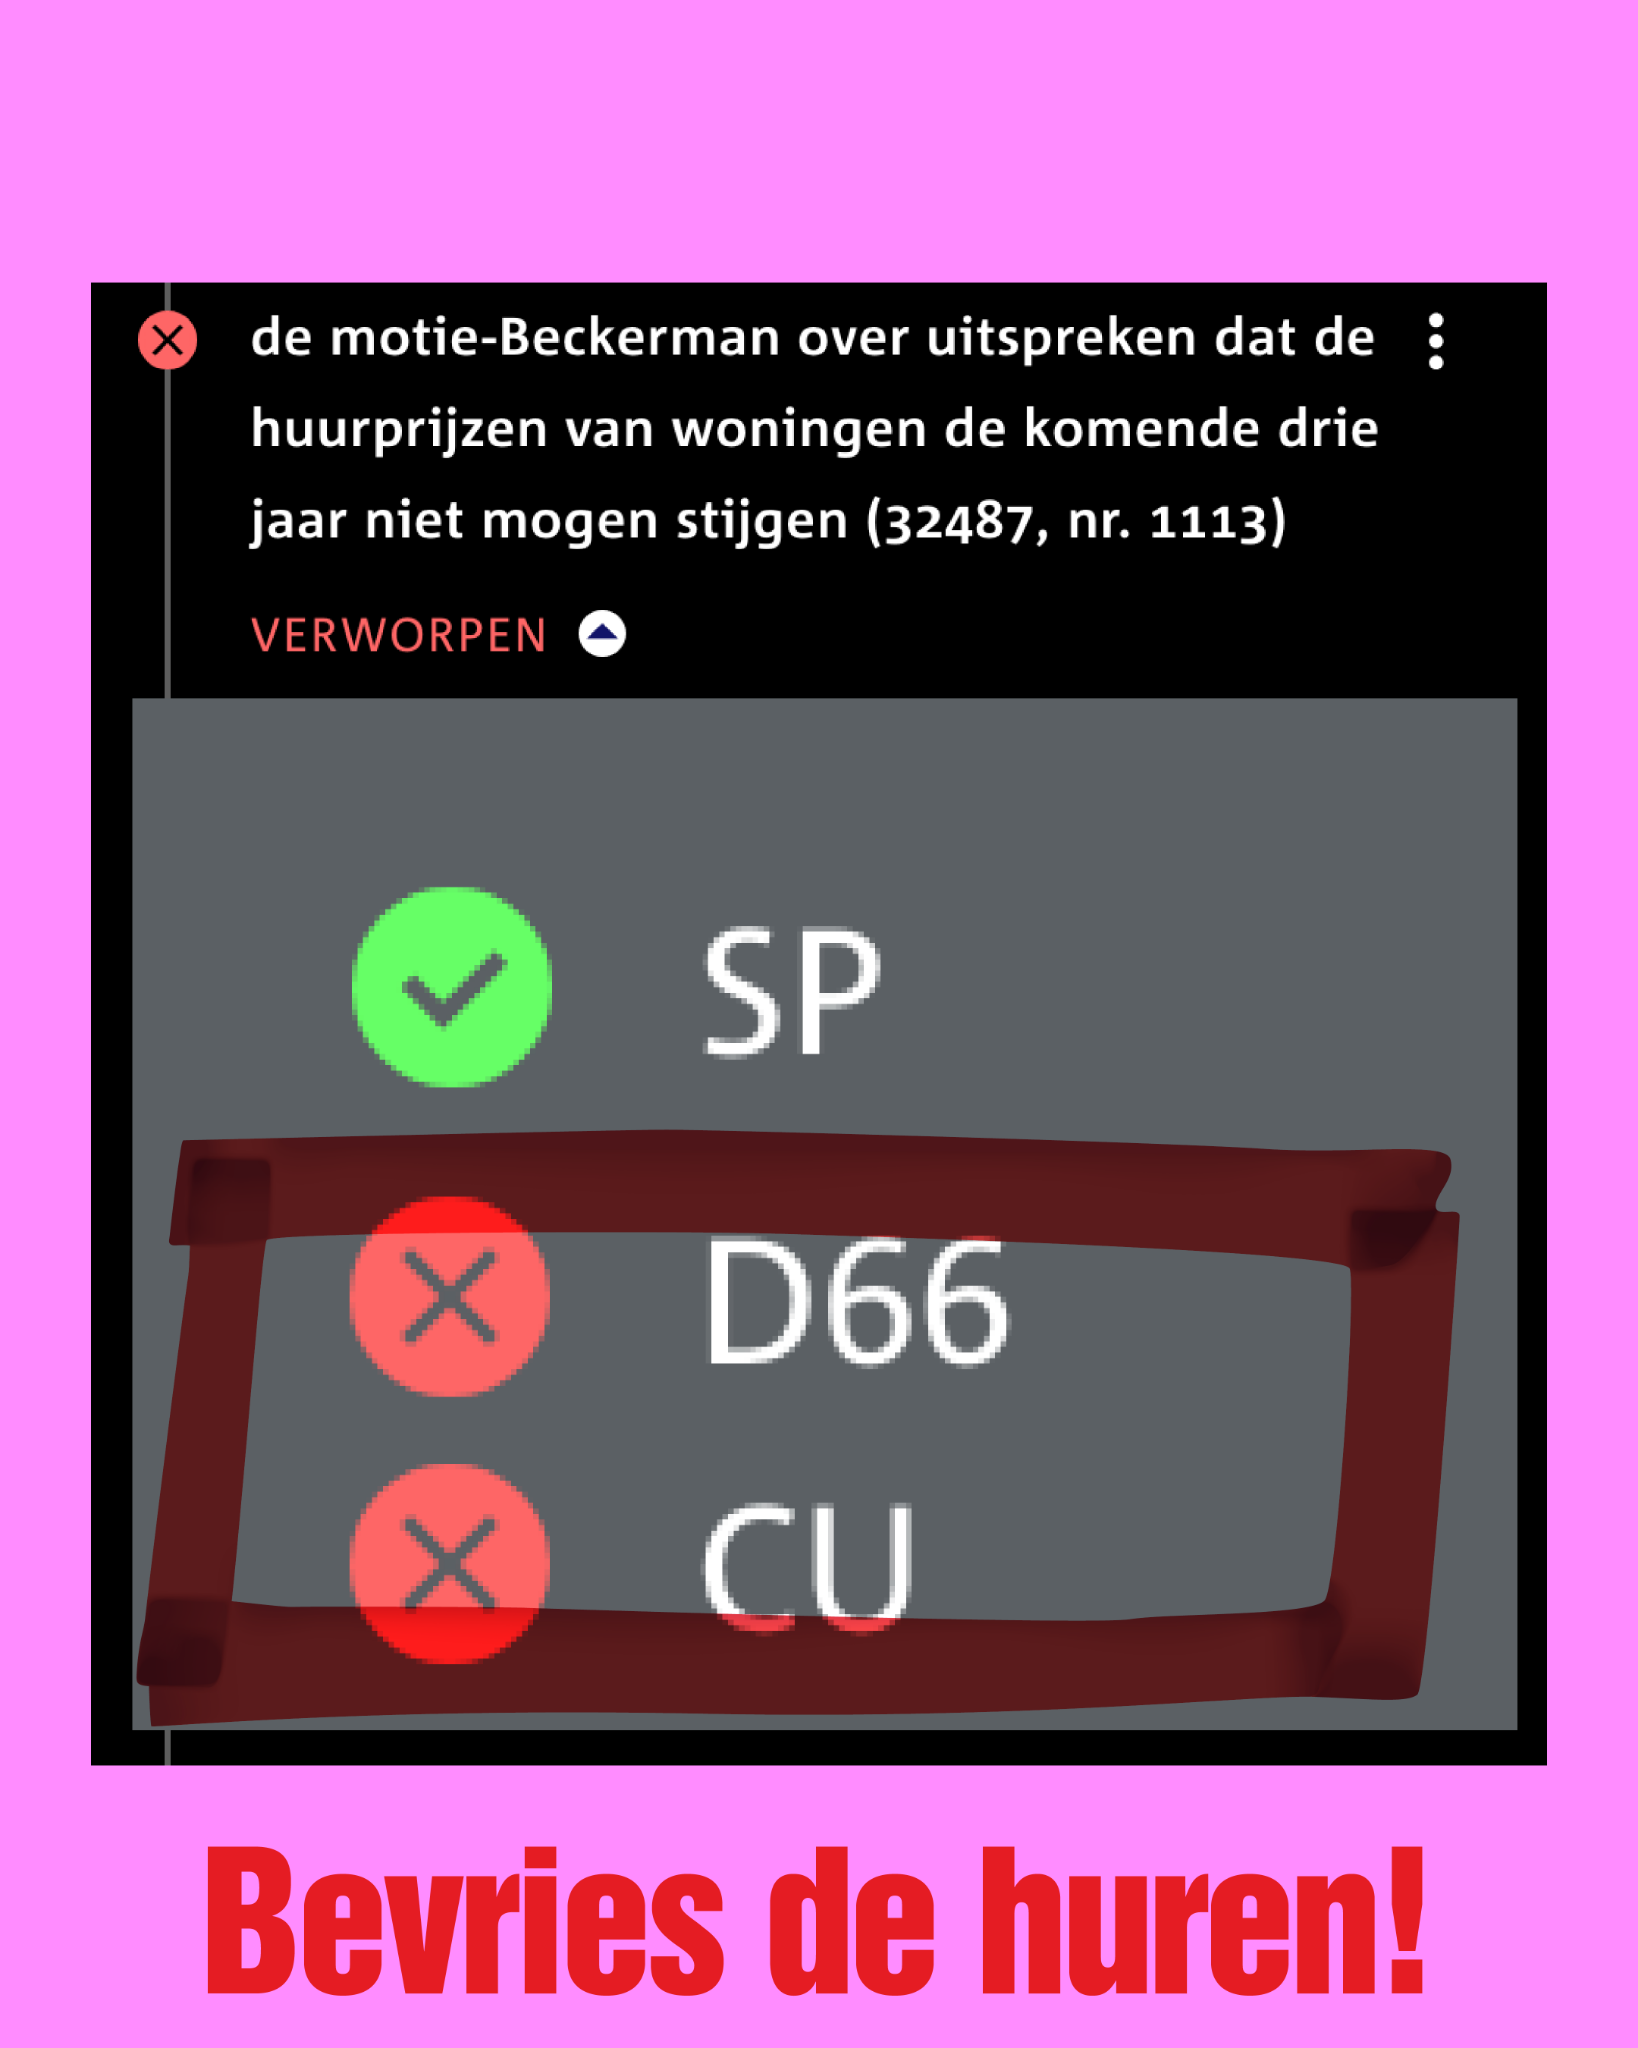 de motie-Beckerman over uitspreken dat de
huurprijzen van woningen de komende drie
jaar niet mogen stijgen (32487, nr. 1113)
VERWORPEN
SP
D66
CU
Bevries de huren!